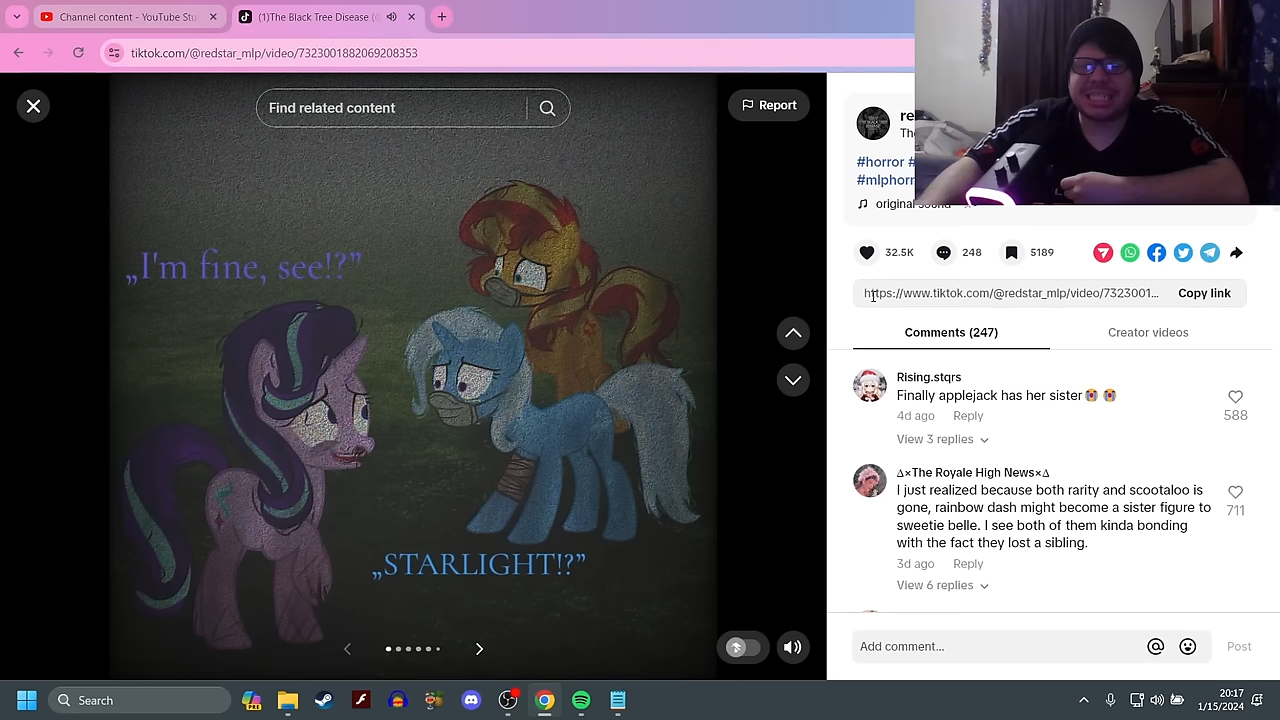 Channel content - YouTube Stu
(1)The Black Tree Disease (
tiktok.com/@redstar_mlp/video/7323001882069208353
Find related content
Report
„I'm fine, see!?”
„STARLIGHT!?”
re
The
#horror #
#mlphorr
original sound
32.5K
248
5189
https://www.tiktok.com/@redstar_mlp/video/7323001...
Copy link
Comments (247)
Creator videos
Rising.stqrs
Finally applejack has her sister😭 😭
4d ago
Reply
588
View 3 replies
∆×The Royale High News×∆
I just realized because both rarity and scootaloo is
gone, rainbow dash might become a sister figure to
sweetie belle. I see both of them kinda bonding
with the fact they lost a sibling.
711
3d ago
Reply
View 6 replies
Add comment...
Post
Search
20:17
1/15/2024